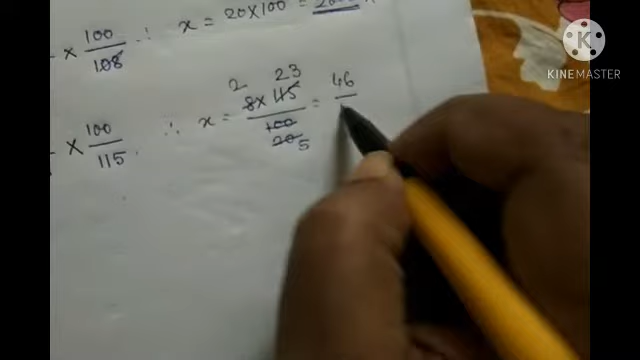 × 100/108 ∴ x = 20×100 =
× 100/115 ∴ x = 8×115/100 = 46/
2 23
20 5
KINEMASTER